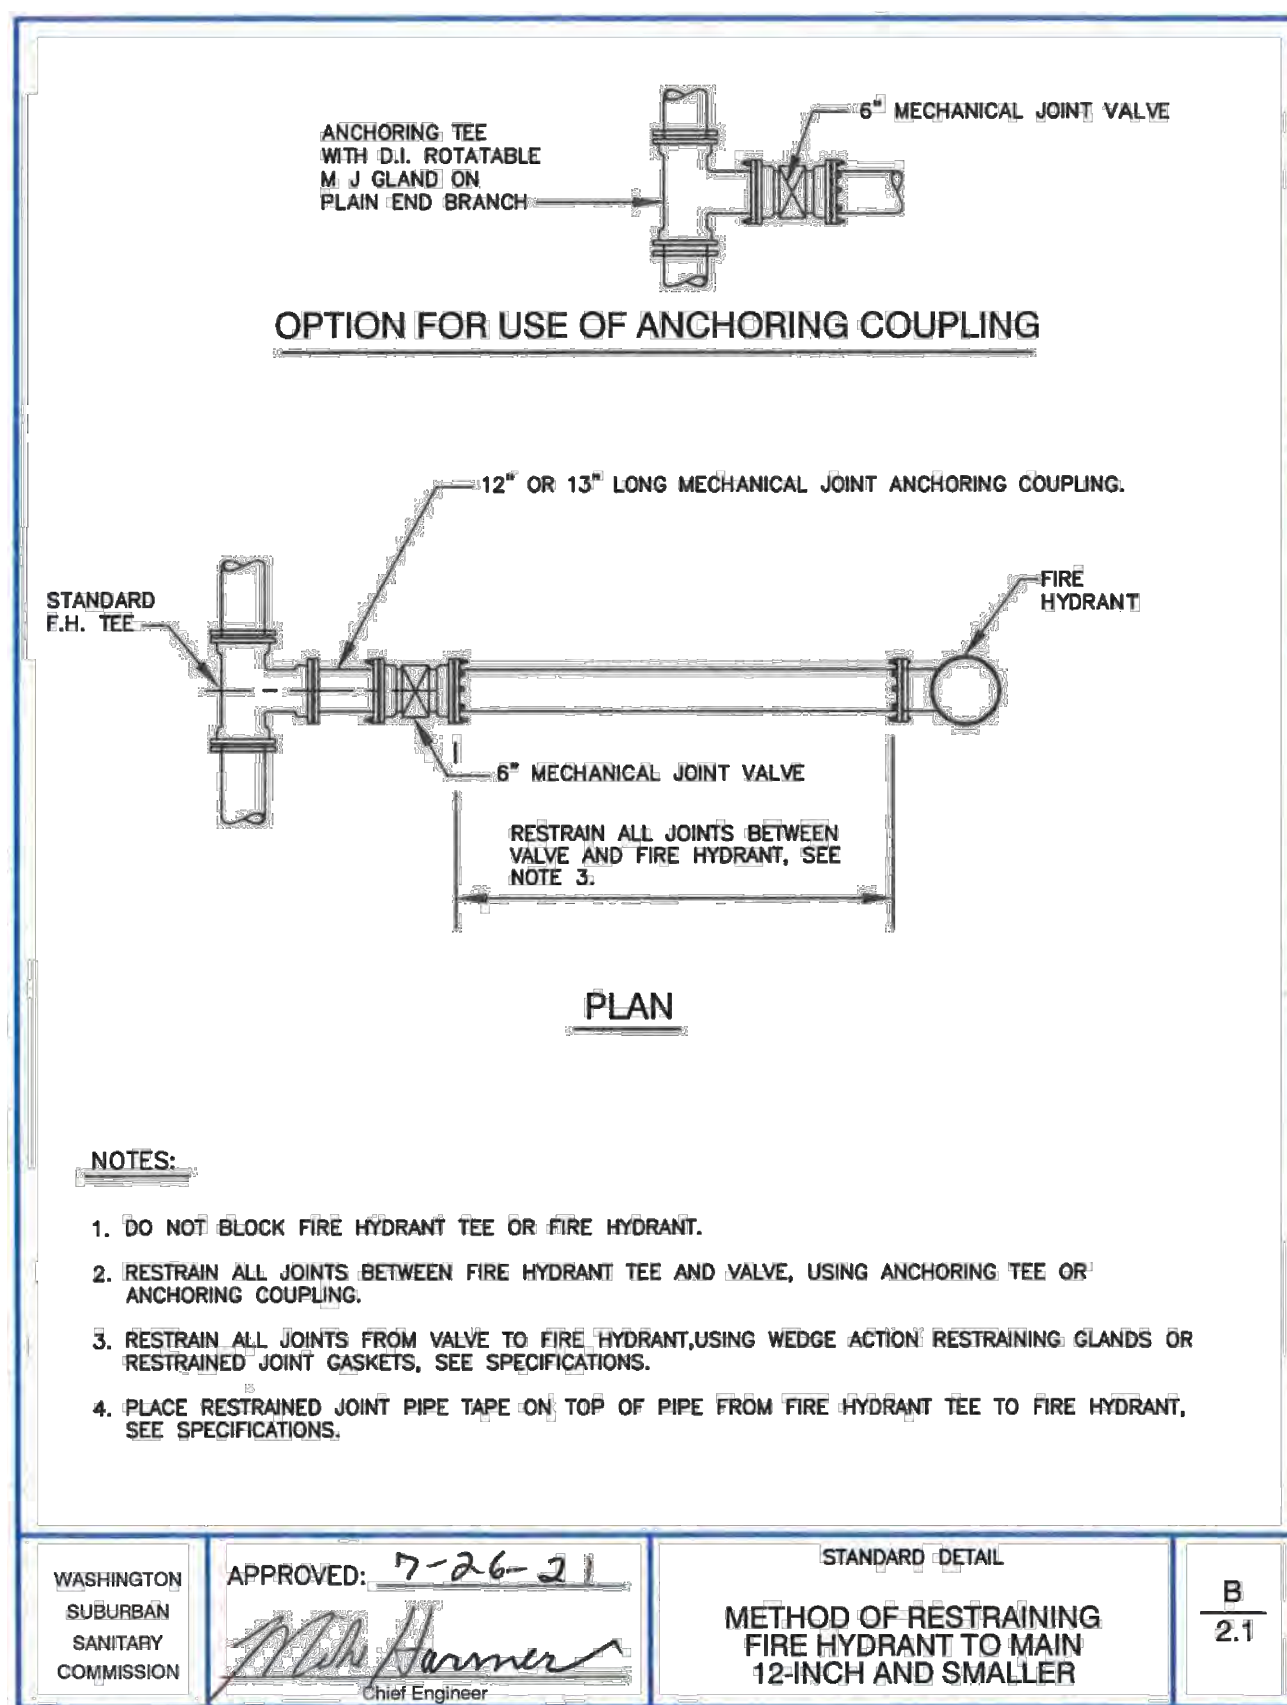 ANCHORING TEE
WITH D.I. ROTATABLE
M J GLAND ON
PLAIN END BRANCH
6" MECHANICAL JOINT VALVE
OPTION FOR USE OF ANCHORING COUPLING
12" OR 13" LONG MECHANICAL JOINT ANCHORING COUPLING.
STANDARD
F.H. TEE
FIRE
HYDRANT
6" MECHANICAL JOINT VALVE
RESTRAIN ALL JOINTS BETWEEN
VALVE AND FIRE HYDRANT, SEE
NOTE 3.
PLAN
NOTES:
1. DO NOT BLOCK FIRE HYDRANT TEE OR FIRE HYDRANT.
2. RESTRAIN ALL JOINTS BETWEEN FIRE HYDRANT TEE AND VALVE, USING ANCHORING TEE OR
ANCHORING COUPLING.
3. RESTRAIN ALL JOINTS FROM VALVE TO FIRE HYDRANT,USING WEDGE ACTION RESTRAINING GLANDS OR
RESTRAINED JOINT GASKETS, SEE SPECIFICATIONS.
4. PLACE RESTRAINED JOINT PIPE TAPE ON TOP OF PIPE FROM FIRE HYDRANT TEE TO FIRE HYDRANT,
SEE SPECIFICATIONS.
WASHINGTON
SUBURBAN
SANITARY
COMMISSION
APPROVED: 7-26-21
Mike Harmer
Chief Engineer
STANDARD DETAIL
METHOD OF RESTRAINING
FIRE HYDRANT TO MAIN
12-INCH AND SMALLER
B
2.1